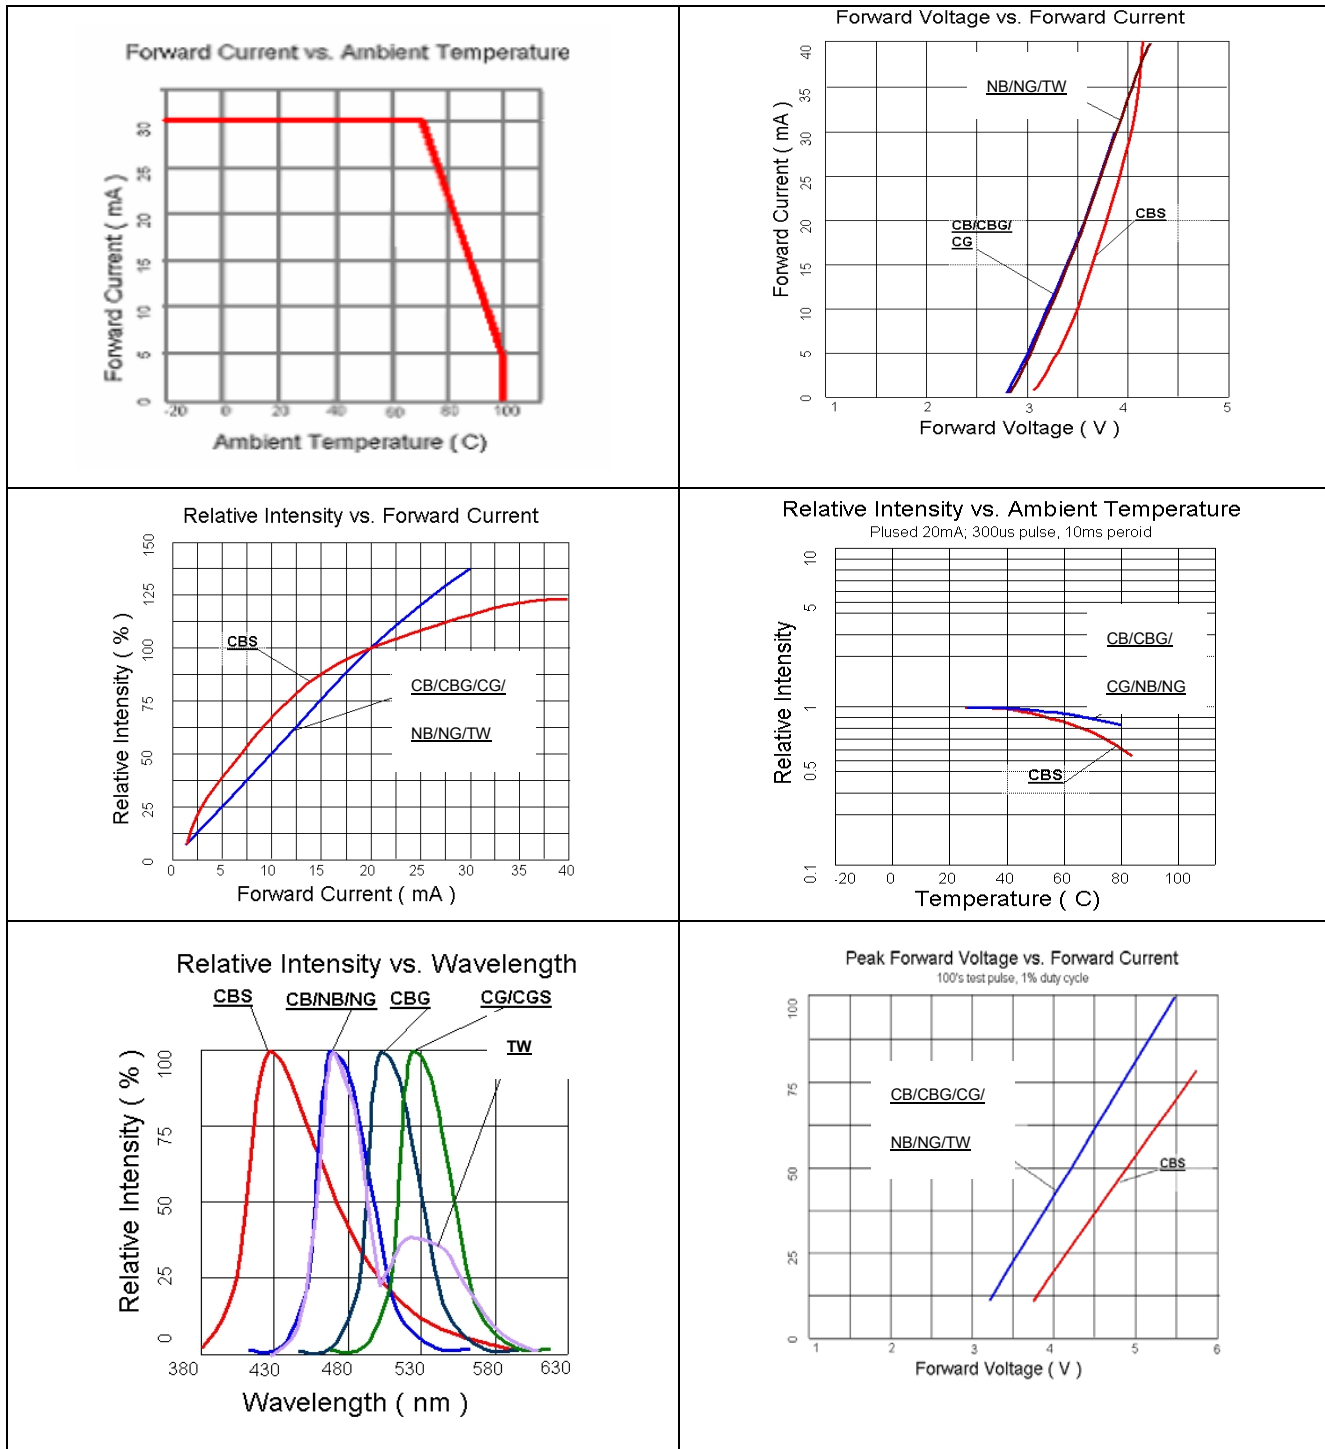 Forward Current vs. Ambient Temperature
Forward Current ( mA )
30
25
20
15
10
5
0
-20 0 20 40 60 80 100
Ambient Temperature ( C)
Forward Voltage vs. Forward Current
Forward Current ( mA )
40
35
30
25
20
15
10
5
0
NB/NG/TW
CB/CBG/
CG
CBS
1 2 3 4 5
Forward Voltage ( V )
Relative Intensity vs. Forward Current
Relative Intensity ( % )
150
125
100
75
50
25
0
CBS
CB/CBG/CG/
NB/NG/TW
0 5 10 15 20 25 30 35 40
Forward Current ( mA )
Relative Intensity vs. Ambient Temperature
Plused 20mA; 300us pulse, 10ms peroid
Relative Intensity
10
5
1
0.5
0.1
CB/CBG/
CG/NB/NG
CBS
-20 0 20 40 60 80 100
Temperature ( C)
Relative Intensity vs. Wavelength
CBS CB/NB/NG CBG CG/CGS
TW
Relative Intensity ( % )
100
75
50
25
0
380 430 480 530 580 630
Wavelength ( nm )
Peak Forward Voltage vs. Forward Current
100's test pulse, 1% duty cycle
100
75
50
25
0
CB/CBG/CG/
NB/NG/TW
CBS
1 2 3 4 5 6
Forward Voltage ( V )